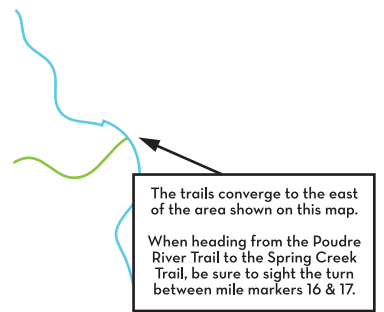 The trails converge to the east
of the area shown on this map.
When heading from the Poudre
River Trail to the Spring Creek
Trail, be sure to sight the turn
between mile markers 16 & 17.